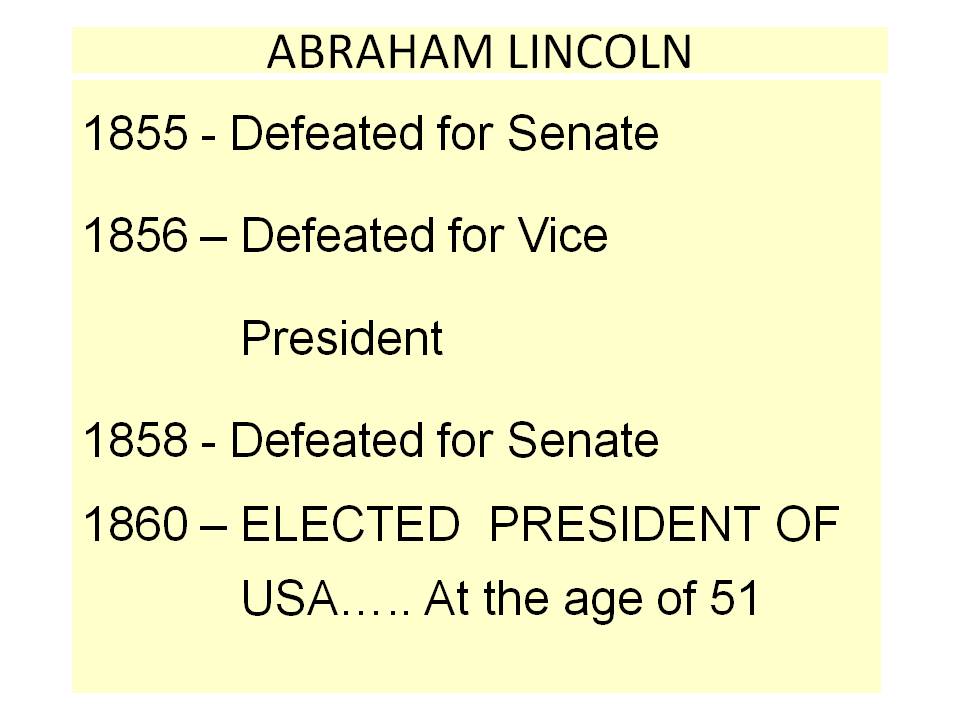 ABRAHAM LINCOLN
1855 - Defeated for Senate
1856 – Defeated for Vice
President
1858 - Defeated for Senate
1860 – ELECTED  PRESIDENT OF
USA….. At the age of 51